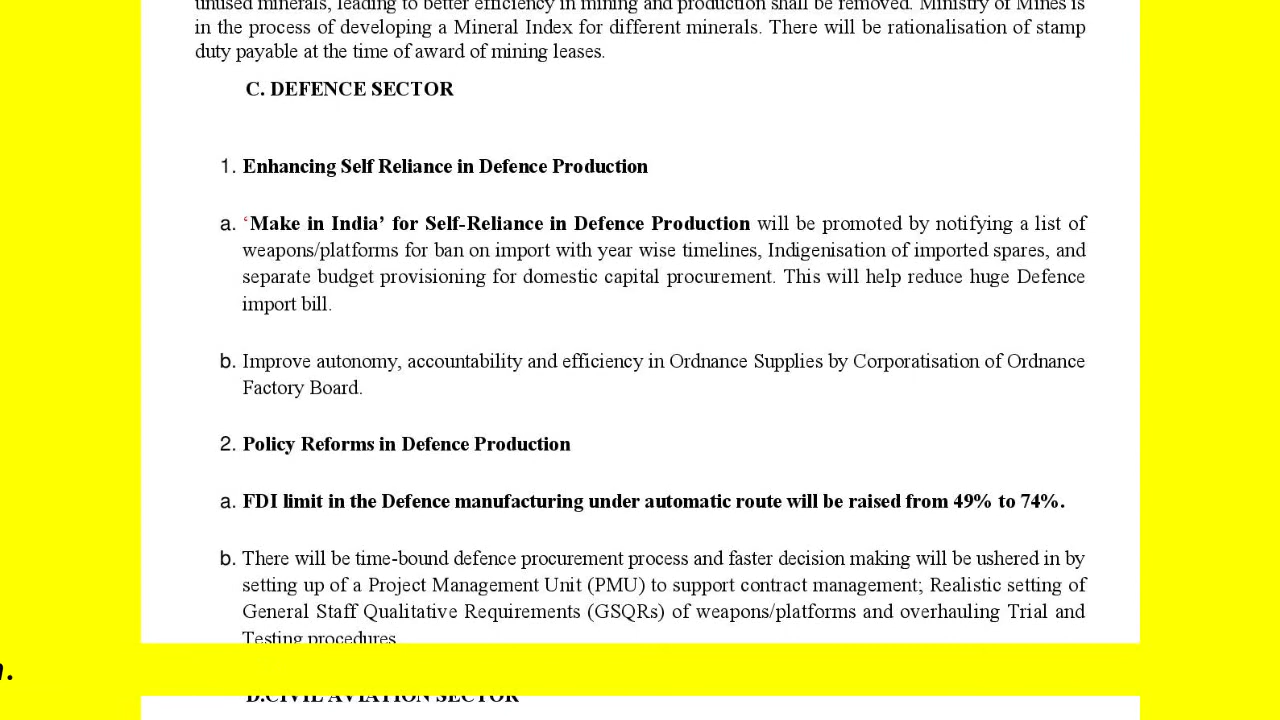 unused minerals, leading to better efficiency in mining and production shall be removed. Ministry of Mines is
in the process of developing a Mineral Index for different minerals. There will be rationalisation of stamp
duty payable at the time of award of mining leases.
C. DEFENCE SECTOR
1. Enhancing Self Reliance in Defence Production
a. ‘Make in India’ for Self-Reliance in Defence Production will be promoted by notifying a list of
weapons/platforms for ban on import with year wise timelines, Indigenisation of imported spares, and
separate budget provisioning for domestic capital procurement. This will help reduce huge Defence
import bill.
b. Improve autonomy, accountability and efficiency in Ordnance Supplies by Corporatisation of Ordnance
Factory Board.
2. Policy Reforms in Defence Production
a. FDI limit in the Defence manufacturing under automatic route will be raised from 49% to 74%.
b. There will be time-bound defence procurement process and faster decision making will be ushered in by
setting up of a Project Management Unit (PMU) to support contract management; Realistic setting of
General Staff Qualitative Requirements (GSQRs) of weapons/platforms and overhauling Trial and
Testing procedures.
D.CIVIL AVIATION SECTOR